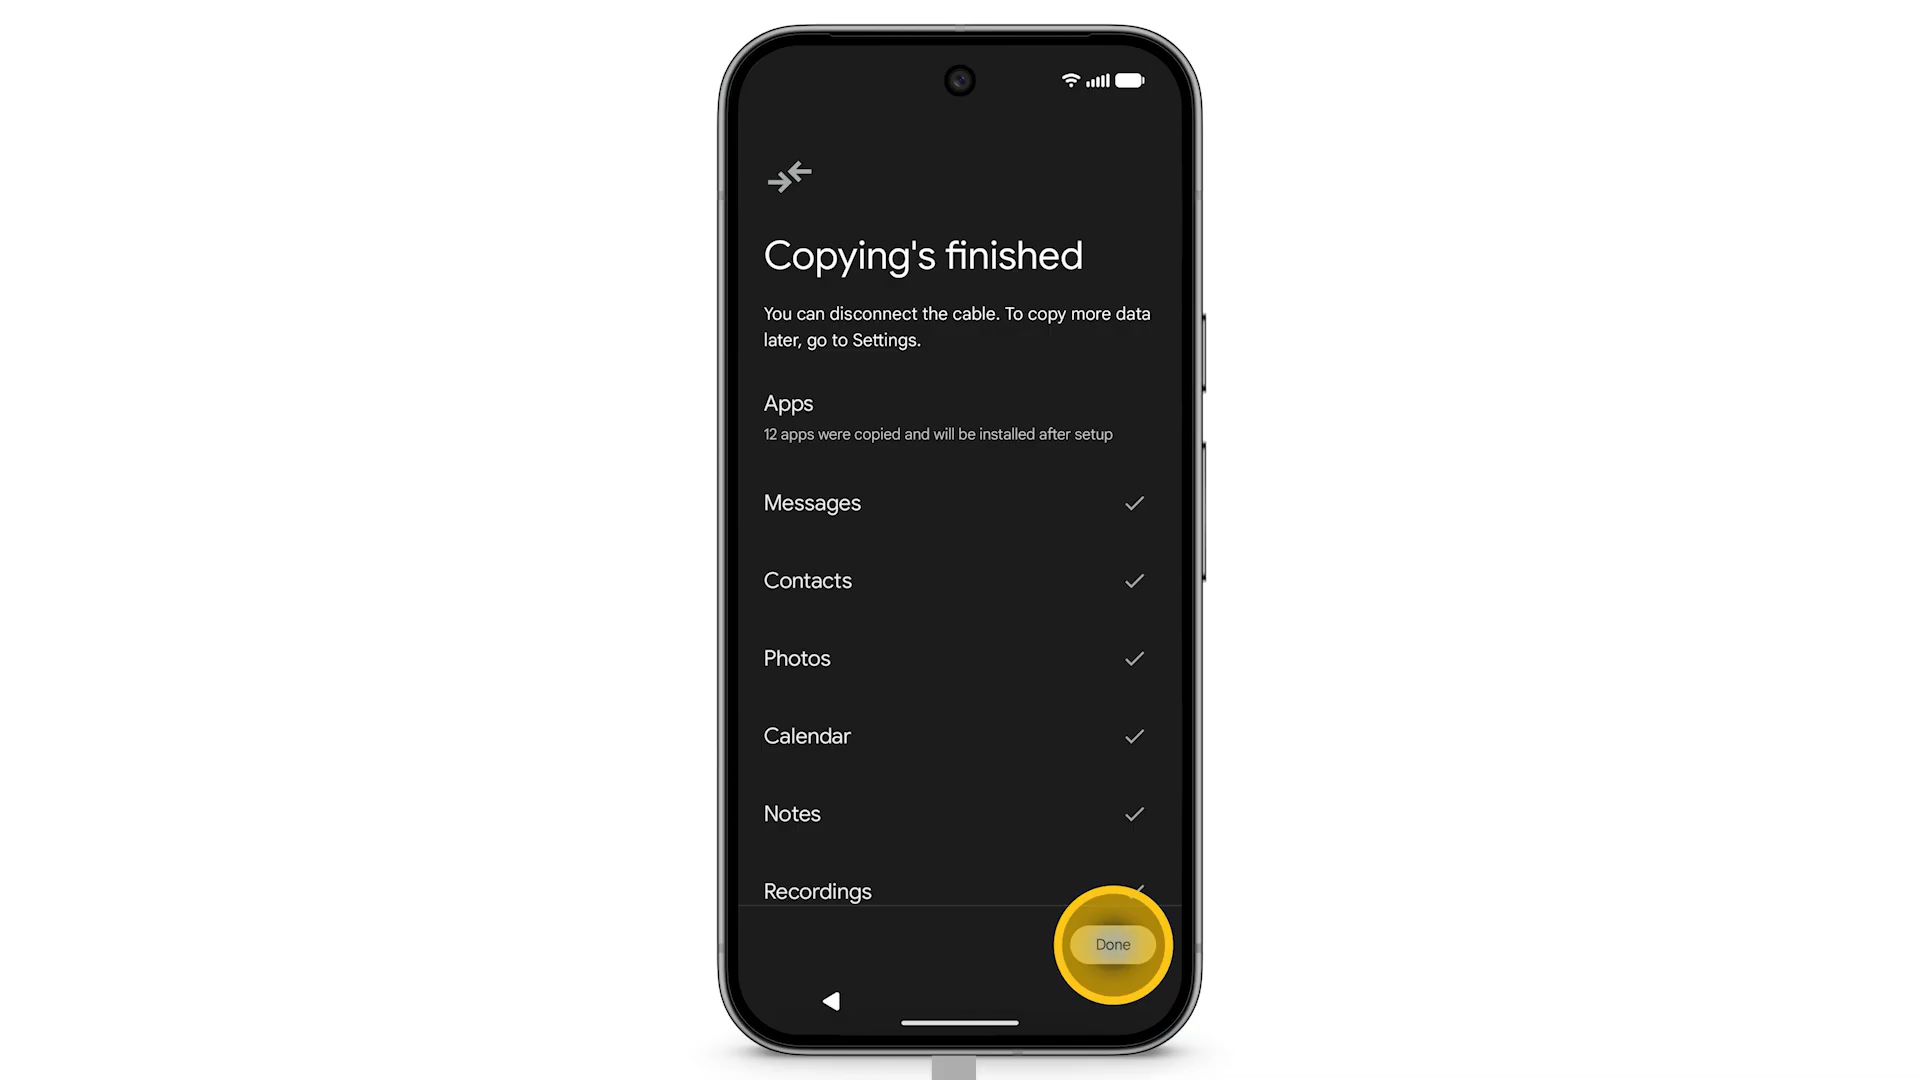 Copying's finished
You can disconnect the cable. To copy more data
later, go to Settings.
Apps
12 apps were copied and will be installed after setup
Messages
Contacts
Photos
Calendar
Notes
Recordings
Done